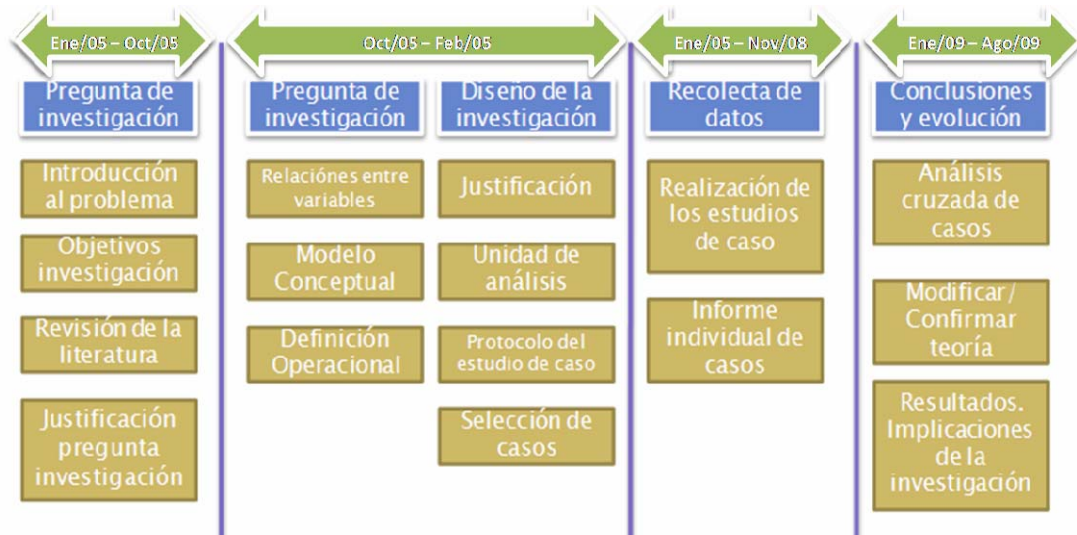 Ene/05 – Oct/05
Oct/05 – Feb/05
Ene/05 – Nov/08
Ene/09 – Ago/09
Pregunta de
investigación
Introducción
al problema
Objetivos
investigación
Revisión de la
literatura
Justificación
pregunta
investigación
Pregunta de
investigación
Relaciónes entre
variables
Modelo
Conceptual
Definición
Operacional
Diseño de la
investigación
Justificación
Unidad de
análisis
Protocolo del
estudio de caso
Selección de
casos
Recolecta de
datos
Realización de
los estudios
de caso
Informe
individual de
casos
Conclusiones
y evolución
Análisis
cruzada de
casos
Modificar/
Confirmar
teoría
Resultados.
Implicaciones
de la
investigación